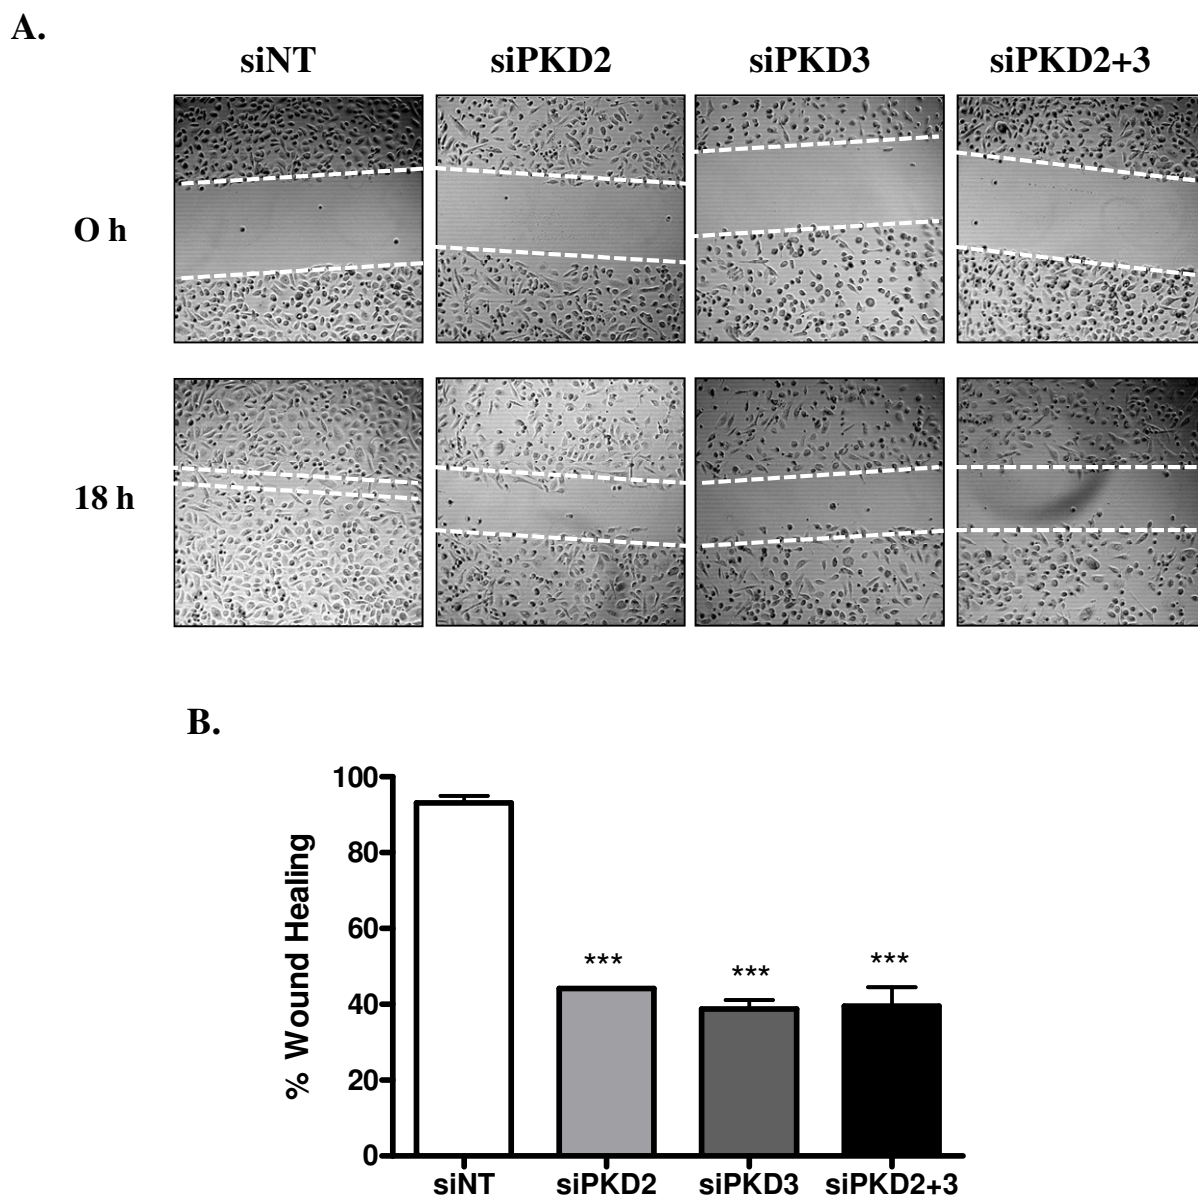 A.
siNT siPKD2 siPKD3 siPKD2+3
O h
18 h
B.
% Wound Healing
100
80
60
40
20
0
***
***
***
siNT siPKD2 siPKD3 siPKD2+3